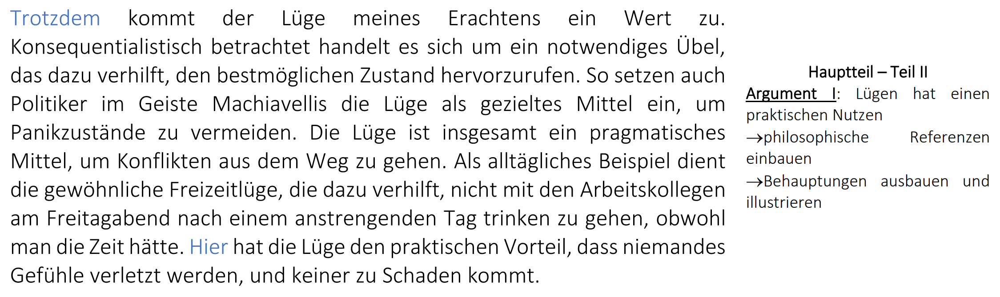 Trotzdem kommt der Lüge meines Erachtens ein Wert zu.
Konsequentialistisch betrachtet handelt es sich um ein notwendiges Übel,
das dazu verhilft, den bestmöglichen Zustand hervorzurufen. So setzen auch
Politiker im Geiste Machiavellis die Lüge als gezieltes Mittel ein, um
Panikzustände zu vermeiden. Die Lüge ist insgesamt ein pragmatisches
Mittel, um Konflikten aus dem Weg zu gehen. Als alltägliches Beispiel dient
die gewöhnliche Freizeitlüge, die dazu verhilft, nicht mit den Arbeitskollegen
am Freitagabend nach einem anstrengenden Tag trinken zu gehen, obwohl
man die Zeit hätte. Hier hat die Lüge den praktischen Vorteil, dass niemandes
Gefühle verletzt werden, und keiner zu Schaden kommt.
Hauptteil – Teil II
Argument I: Lügen hat einen
praktischen Nutzen
→philosophische Referenzen
einbauen
→Behauptungen ausbauen und
illustrieren